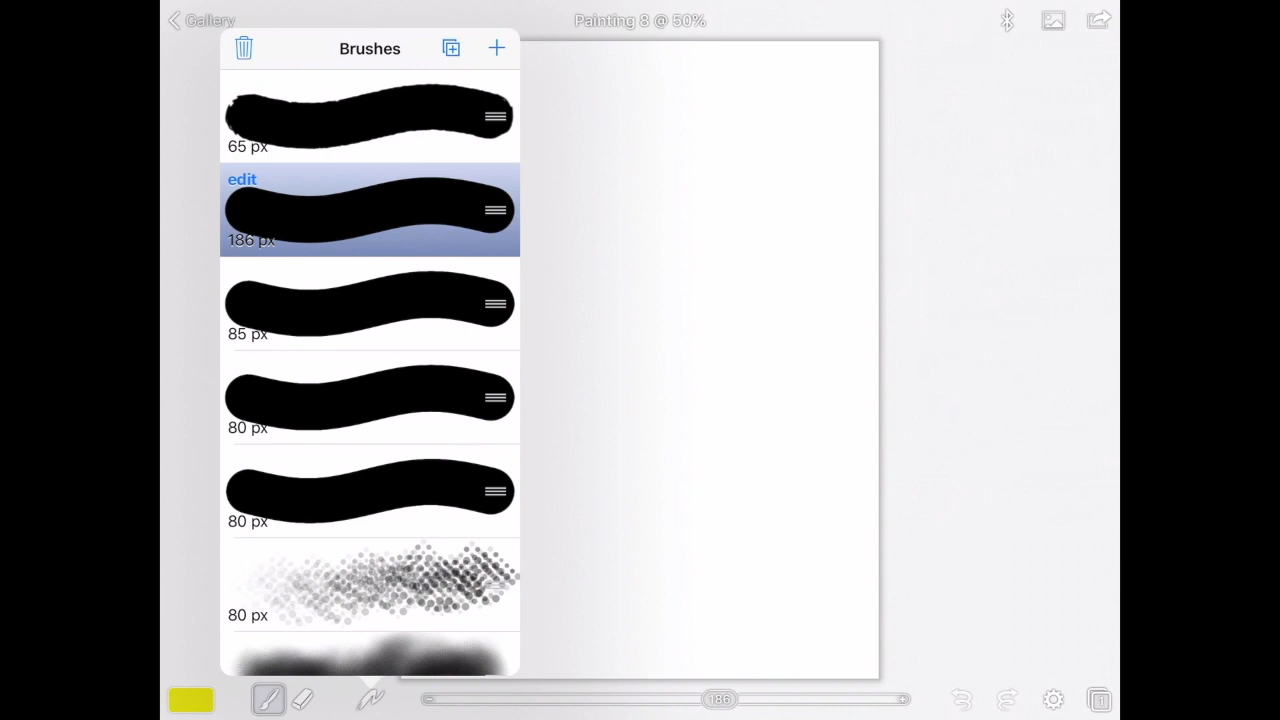 Gallery
Painting 8 @ 50%
Brushes
65 px
edit
186 px
85 px
80 px
80 px
80 px
186
1